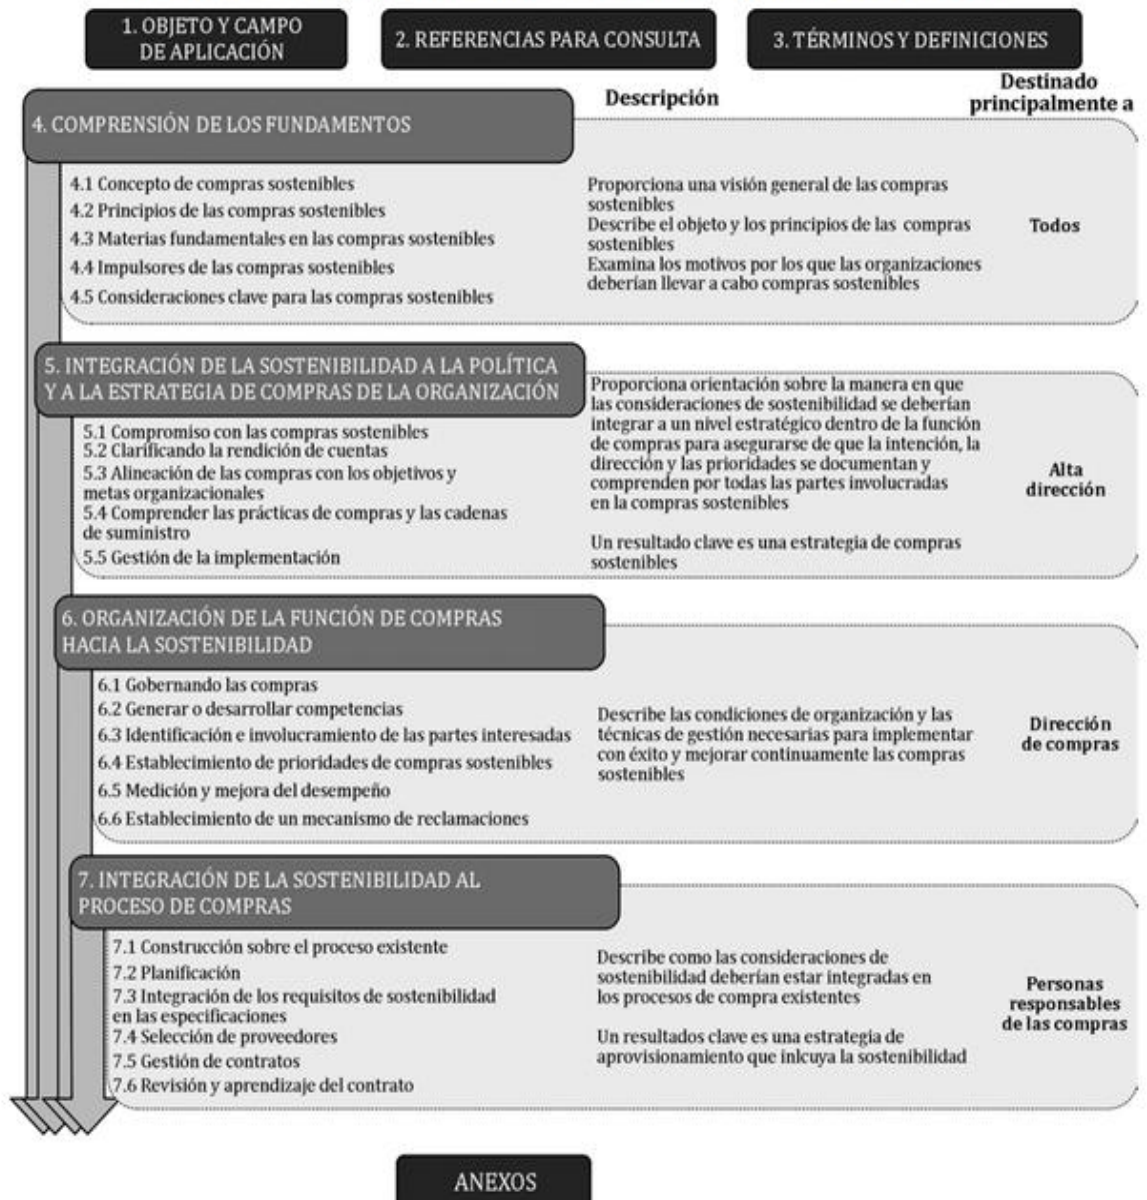 1. OBJETO Y CAMPO
DE APLICACIÓN
2. REFERENCIAS PARA CONSULTA
3. TÉRMINOS Y DEFINICIONES
Descripción
Destinado
principalmente a
4. COMPRENSIÓN DE LOS FUNDAMENTOS
4.1 Concepto de compras sostenibles
4.2 Principios de las compras sostenibles
4.3 Materias fundamentales en las compras sostenibles
4.4 Impulsores de las compras sostenibles
4.5 Consideraciones clave para las compras sostenibles
Proporciona una visión general de las compras
sostenibles
Describe el objeto y los principios de las compras
sostenibles
Examina los motivos por los que las organizaciones
deberían llevar a cabo compras sostenibles
Todos
5. INTEGRACIÓN DE LA SOSTENIBILIDAD A LA POLÍTICA
Y A LA ESTRATEGIA DE COMPRAS DE LA ORGANIZACIÓN
5.1 Compromiso con las compras sostenibles
5.2 Clarificando la rendición de cuentas
5.3 Alineación de las compras con los objetivos y
metas organizacionales
5.4 Comprender las prácticas de compras y las cadenas
de suministro
5.5 Gestión de la implementación
Proporciona orientación sobre la manera en que
las consideraciones de sostenibilidad se deberían
integrar a un nivel estratégico dentro de la función
de compras para asegurarse de que la intención, la
dirección y las prioridades se documentan y
comprenden por todas las partes involucradas
en la compras sostenibles
Un resultado clave es una estrategia de compras
sostenibles
Alta
dirección
6. ORGANIZACIÓN DE LA FUNCIÓN DE COMPRAS
HACIA LA SOSTENIBILIDAD
6.1 Gobernando las compras
6.2 Generar o desarrollar competencias
6.3 Identificación e involucramiento de las partes interesadas
6.4 Establecimiento de prioridades de compras sostenibles
6.5 Medición y mejora del desempeño
6.6 Establecimiento de un mecanismo de reclamaciones
Describe las condiciones de organización y las
técnicas de gestión necesarias para implementar
con éxito y mejorar continuamente las compras
sostenibles
Dirección
de compras
7. INTEGRACIÓN DE LA SOSTENIBILIDAD AL
PROCESO DE COMPRAS
7.1 Construcción sobre el proceso existente
7.2 Planificación
7.3 Integración de los requisitos de sostenibilidad
en las especificaciones
7.4 Selección de proveedores
7.5 Gestión de contratos
7.6 Revisión y aprendizaje del contrato
Describe como las consideraciones de
sostenibilidad deberían estar integradas en
los procesos de compra existentes
Un resultados clave es una estrategia de
aprovisionamiento que inlcuya la sostenibilidad
Personas
responsables
de las compras
ANEXOS